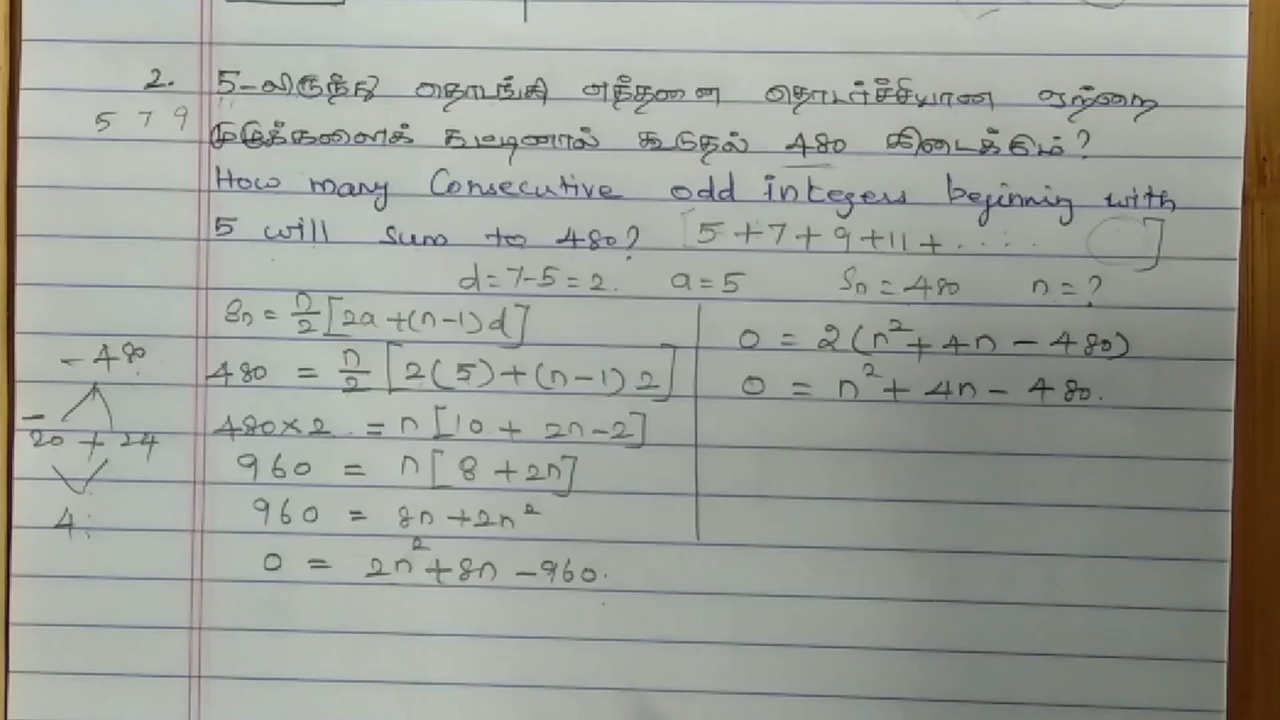 2. 5-லிருந்து தொடங்கி எத்தனை தொடர்ச்சியான ஒற்றை
5 7 9 முழுக்களைக் கூட்டினால் கூடுதல் 480 கிடைக்கும்?
How many Consecutive odd integers beginning with
5 will sum to 480? [5+7+9+11+..... ]
d=7-5=2. a=5 Sn=480 n=?
Sn = n/2 [2a+(n-1)d]
480 = n/2 [2(5)+(n-1)2]
480×2 = n[10 + 2n-2]
960 = n[8+2n]
960 = 8n+2n²
0 = 2n²+8n-960.
0 = 2(n²+4n-480)
0 = n²+4n-480.
-480
-20 + 24
4.